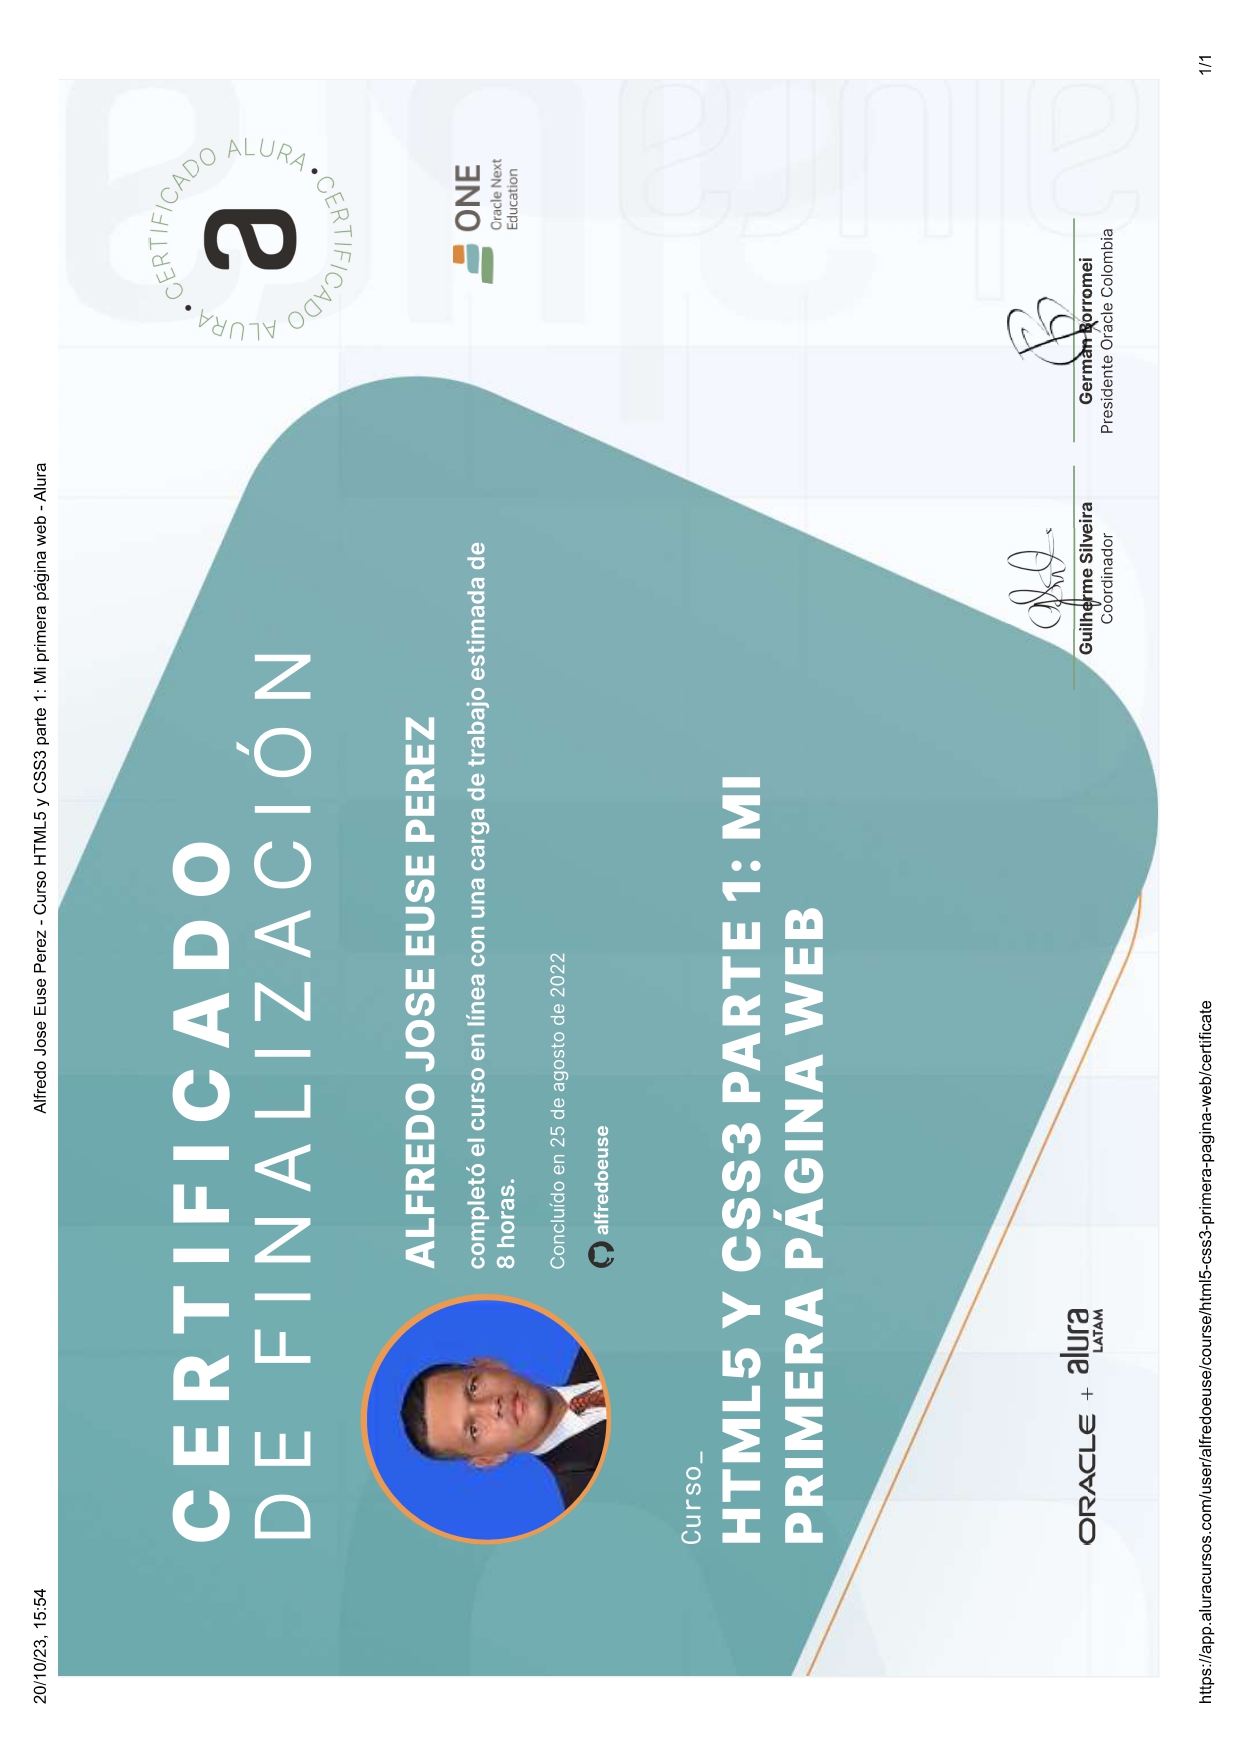 20/10/23, 15:54
Alfredo Jose Euse Perez - Curso HTML5 y CSS3 parte 1: Mi primera página web - Alura
CERTIFICADO
DE FINALIZACIÓN
• CERTIFICADO ALURA • CERTIFICADO ALURA
a
ALFREDO JOSE EUSE PEREZ
completó el curso en línea con una carga de trabajo estimada de
8 horas.
ONE
Oracle Next
Education
Concluído en 25 de agosto de 2022
alfredoeuse
Curso_
HTML5 Y CSS3 PARTE 1: MI
PRIMERA PÁGINA WEB
ORACLE + alura
LATAM
Guilherme Silveira
Coordinador
German Borromei
Presidente Oracle Colombia
alura
https://app.aluracursos.com/user/alfredoeuse/course/html5-css3-primera-pagina-web/certificate
1/1